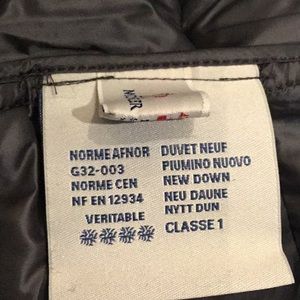 NORME AFNOR
G32-003
NORME CEN
NF EN 12934
VERITABLE
DUVET NEUF
PIUMINO NUOVO
NEW DOWN
NEU DAUNE
NYTT DUN
CLASSE 1